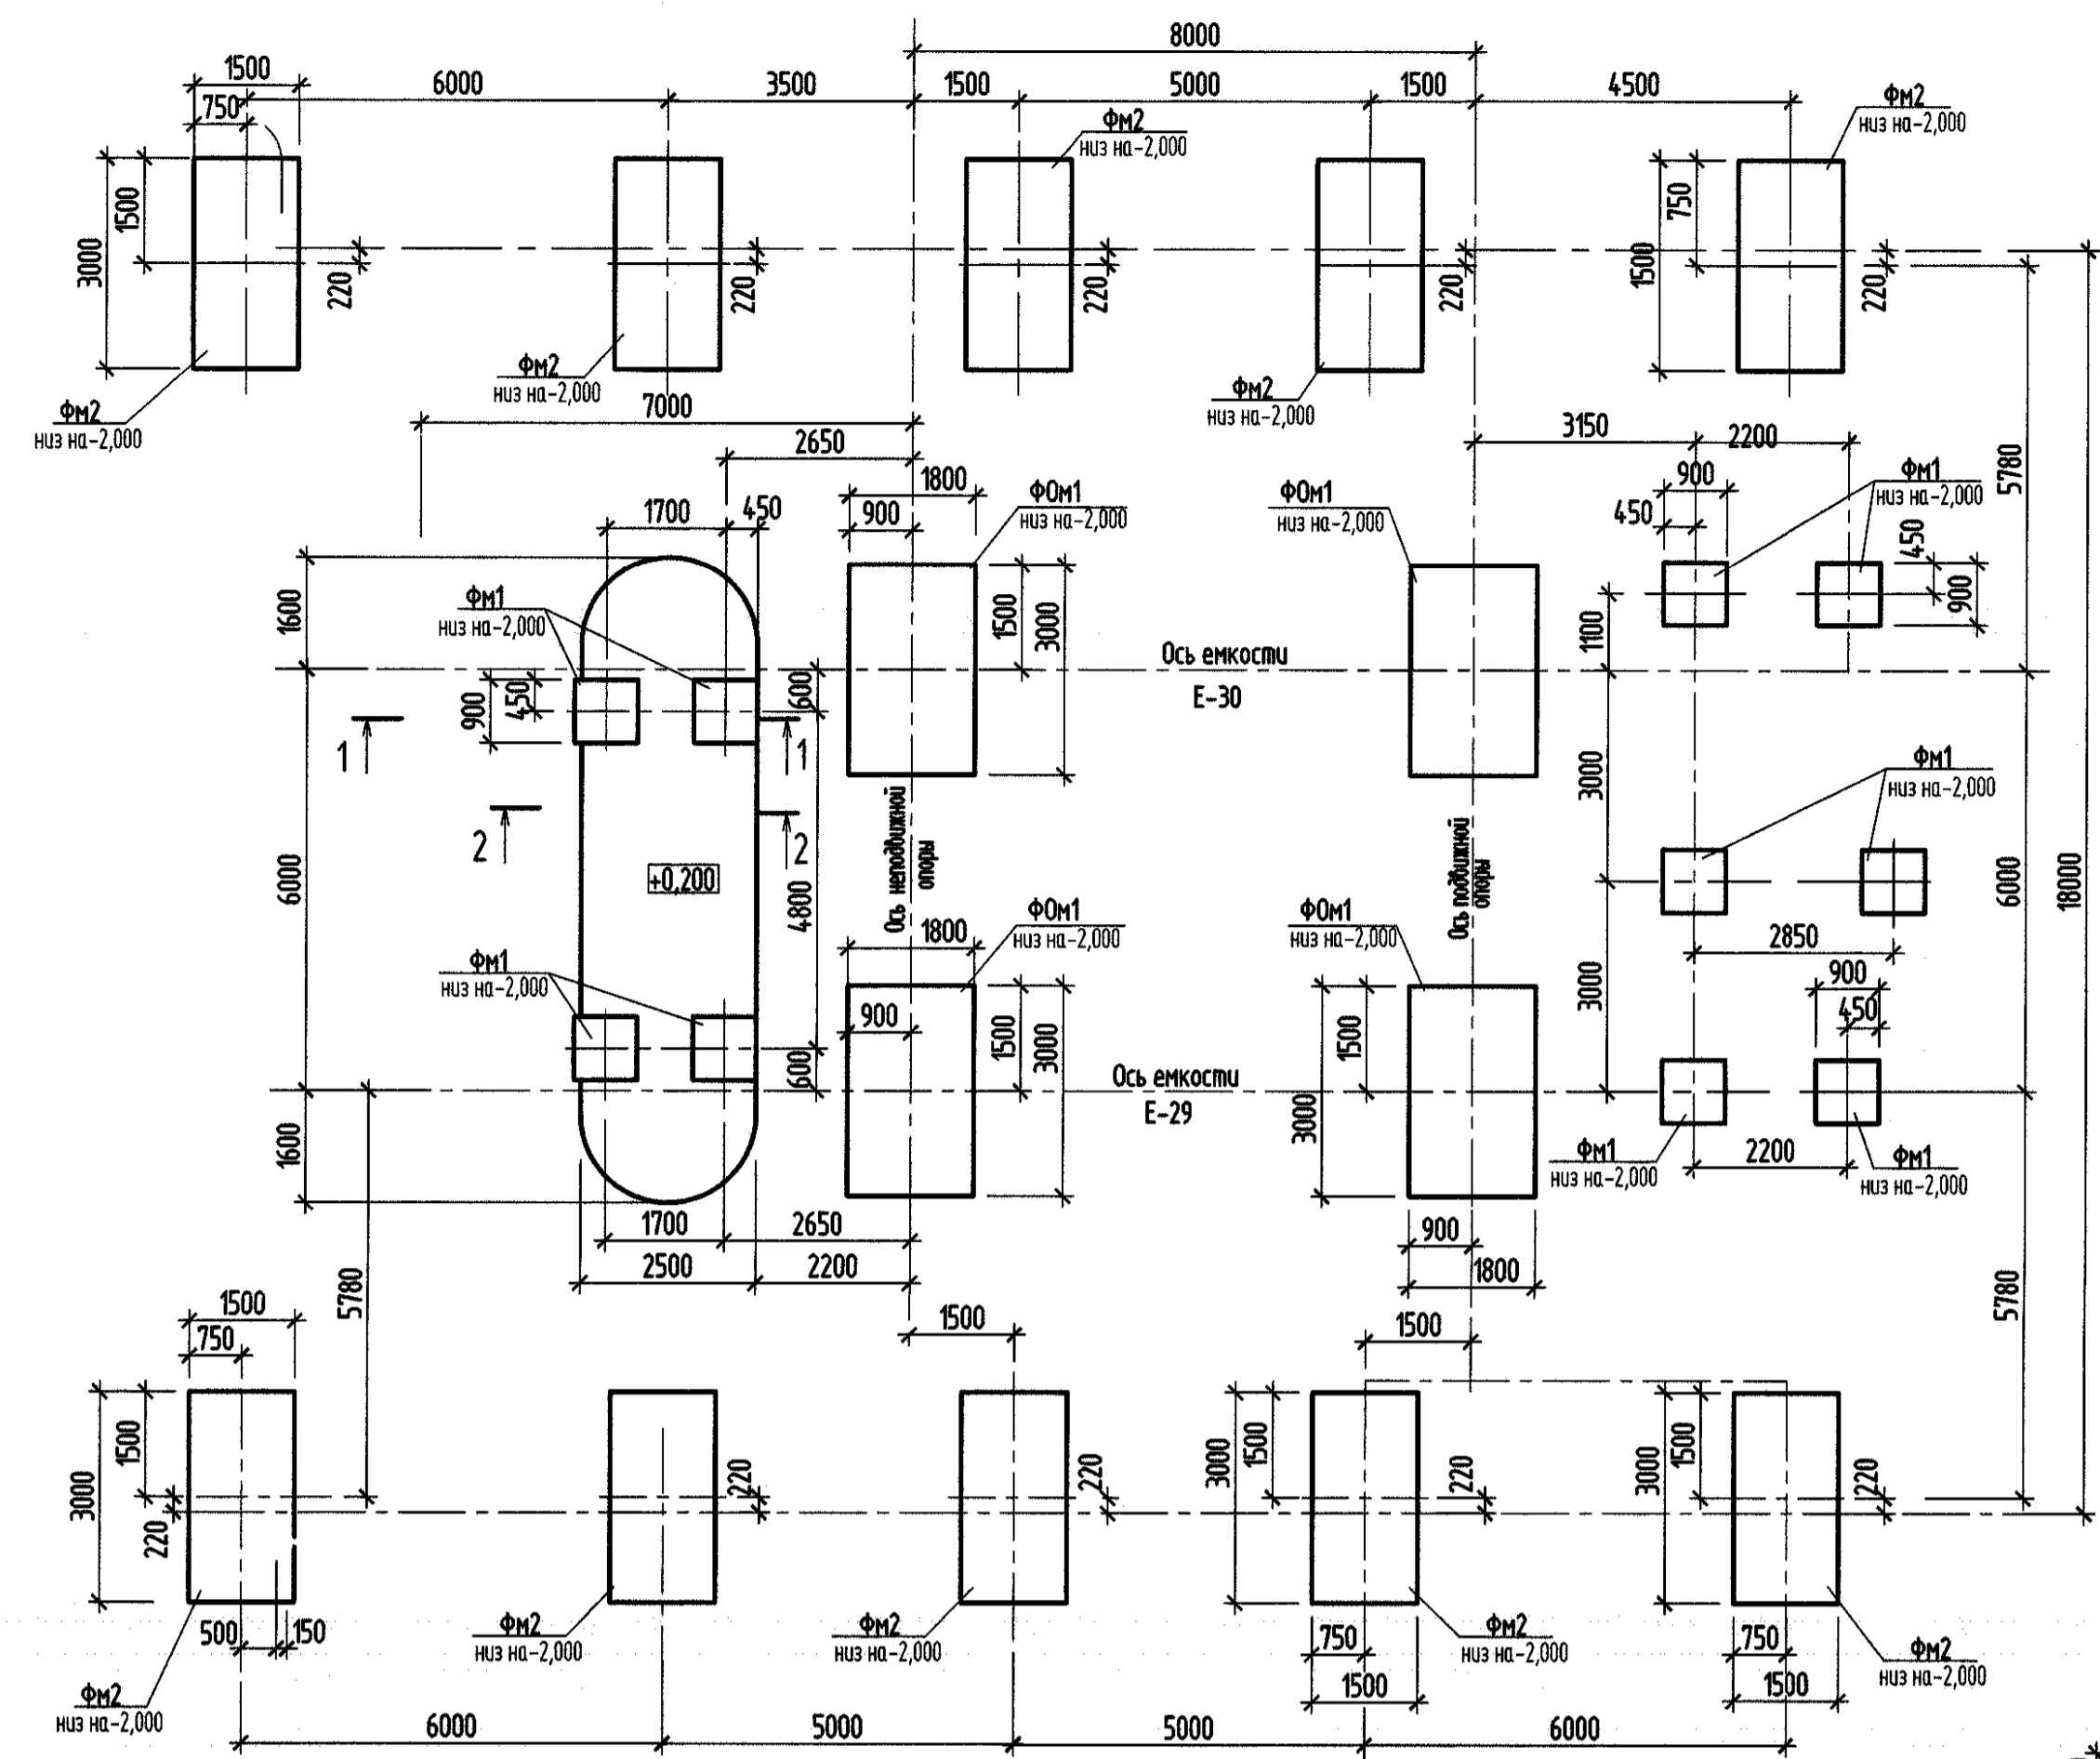 8000
1500
6000
3500
1500
5000
1500
4500
750
Фм2
низ на-2,000
Фм2
низ на-2,000
3000
1500
220
220
220
220
1500
750
220
Фм2
низ на-2,000
Фм2
низ на-2,000
Фм2
низ на-2,000
7000
2650
3150
2200
5780
1800
900
1700
450
ФОм1
низ на-2,000
ФОм1
низ на-2,000
900
450
Фм1
низ на-2,000
450
900
1600
Фм1
низ на-2,000
1500
3000
1100
Ось емкости
Е-30
900
450
600
1
1
2
2
6000
+0,200
4800
Ось неподвижной
опоры
Ось подвижной
опоры
3000
Фм1
низ на-2,000
6000
18000
2850
3000
900
450
Фм1
низ на-2,000
1800
ФОм1
низ на-2,000
ФОм1
низ на-2,000
900
1500
3000
1500
3000
600
Ось емкости
Е-29
1600
Фм1
низ на-2,000
2200
Фм1
низ на-2,000
1700
2650
2500
2200
900
1800
5780
5780
1500
750
1500
1500
3000
1500
220
220
220
3000
1500
220
3000
1500
220
500
150
Фм2
низ на-2,000
Фм2
низ на-2,000
Фм2
низ на-2,000
750
1500
Фм2
низ на-2,000
750
1500
Фм2
низ на-2,000
6000
5000
5000
6000